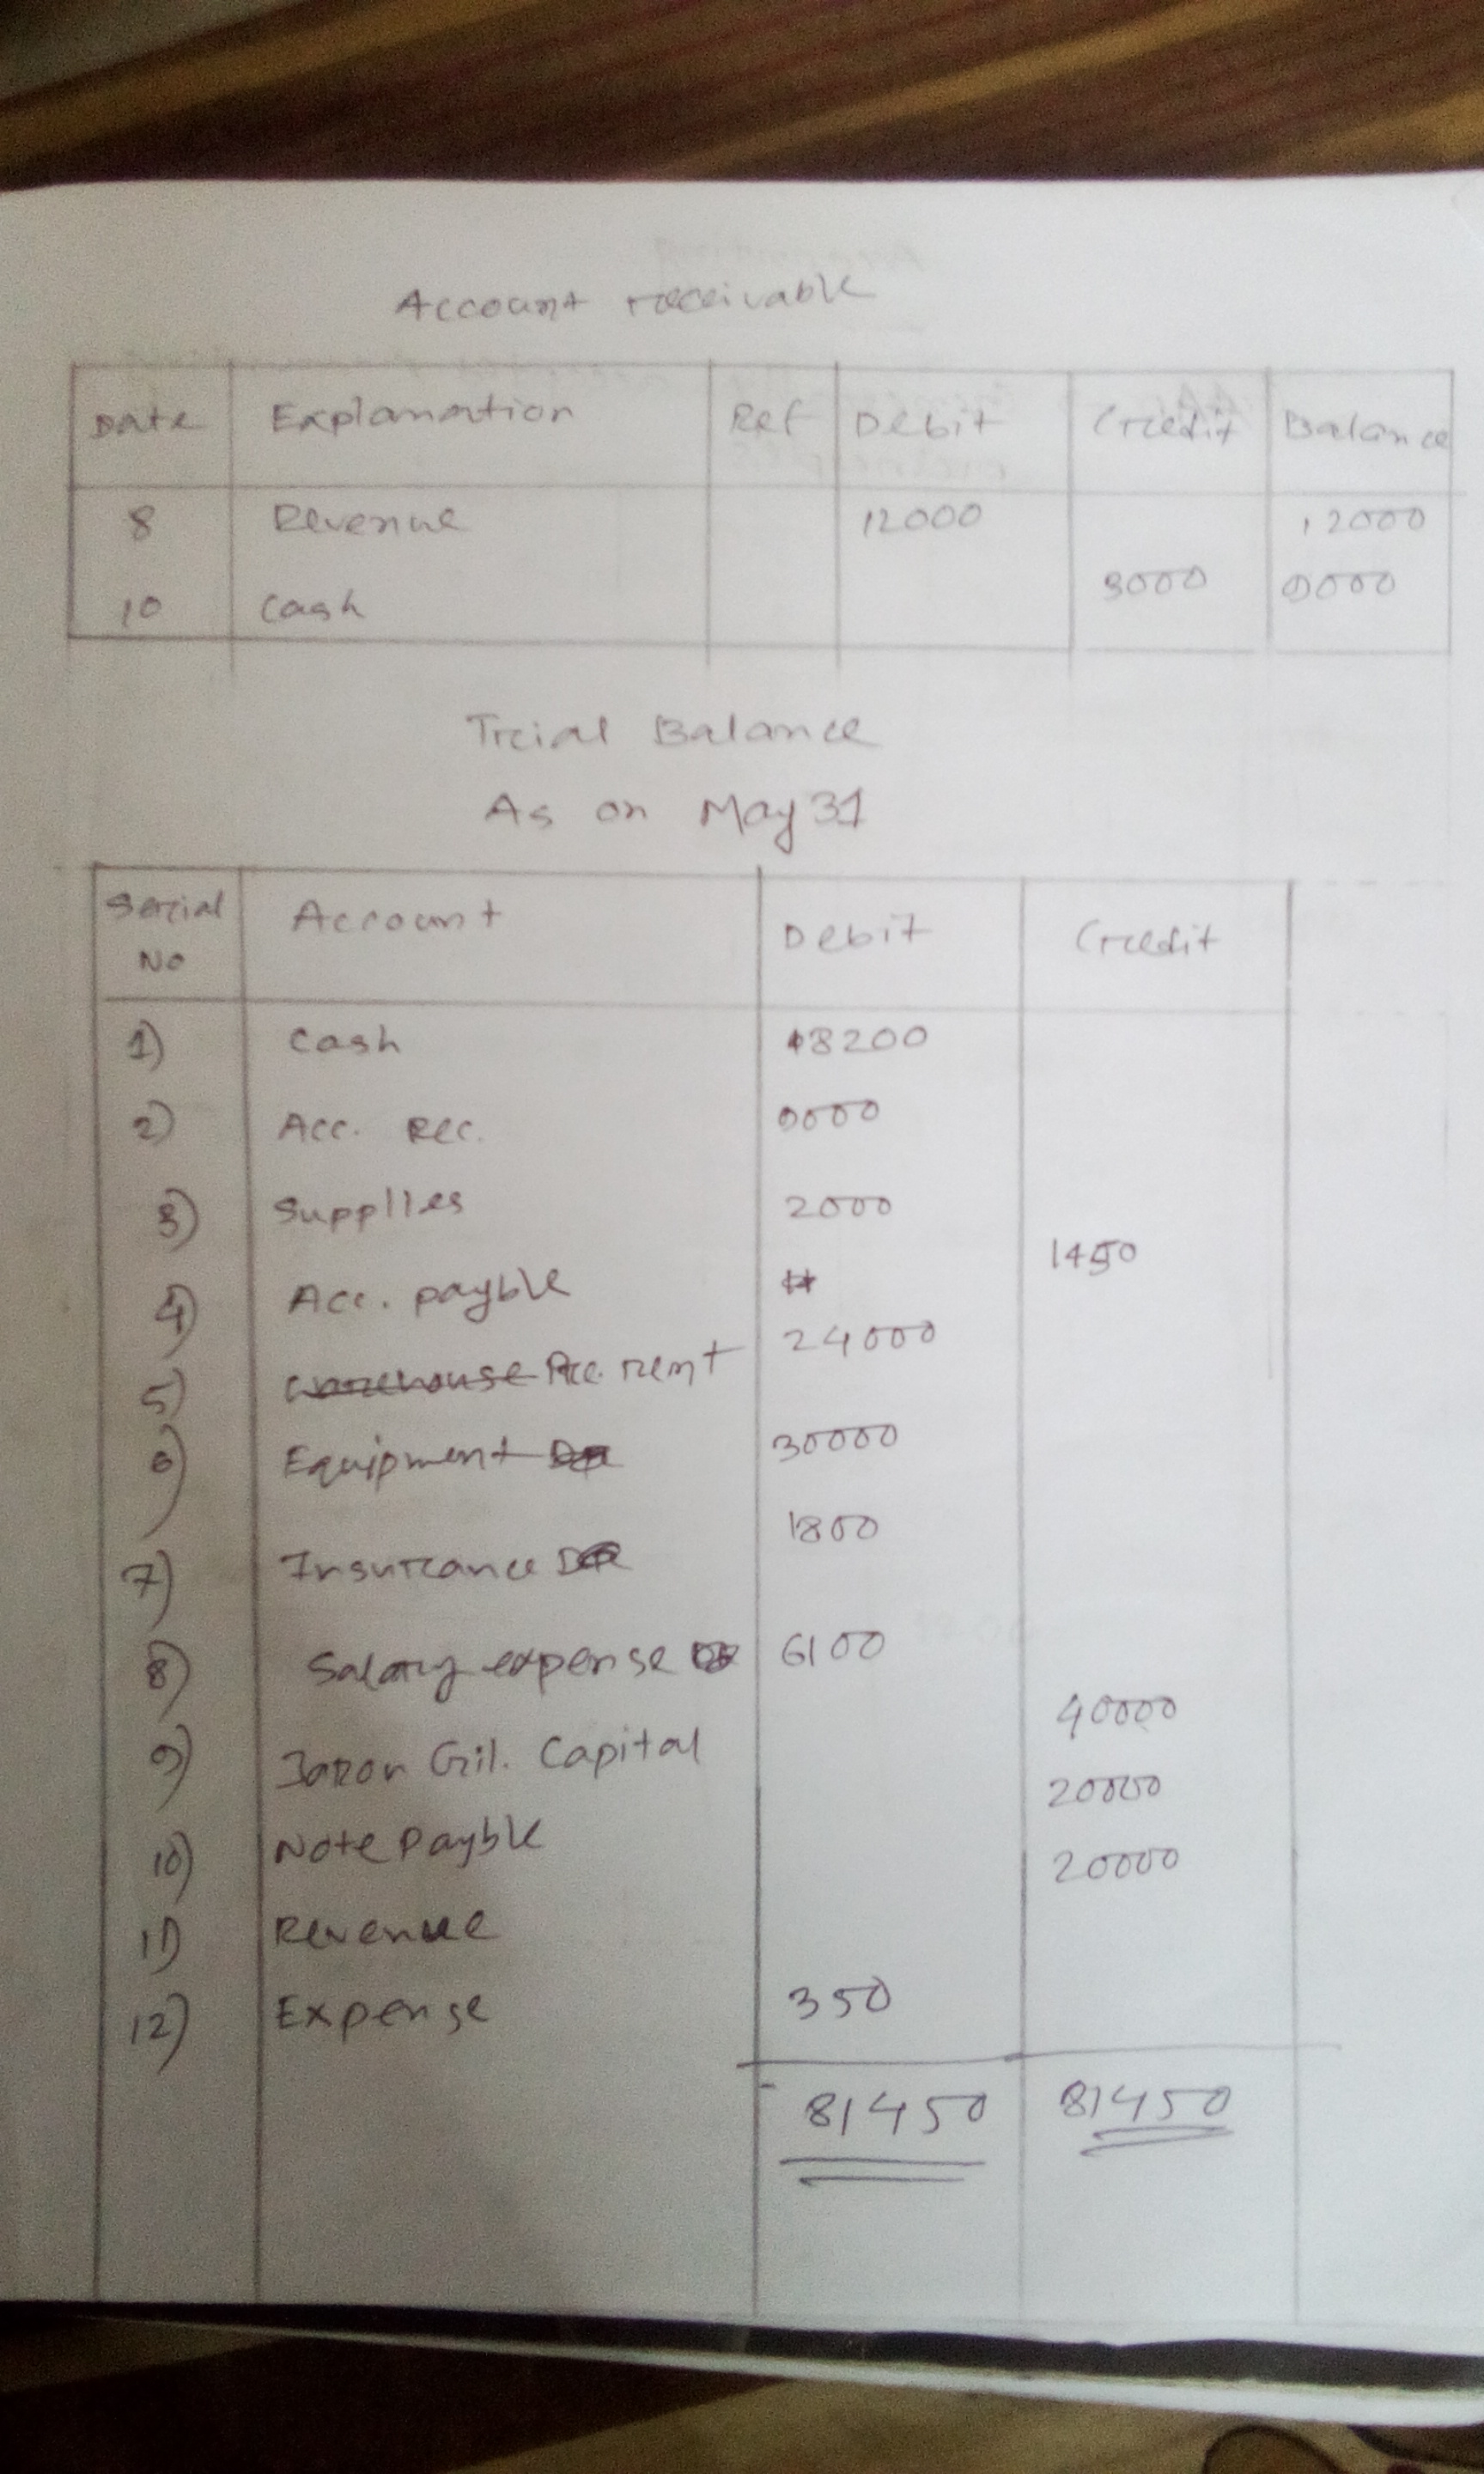 Account receivable
Date Explanation Ref Debit Credit Balance
8 Revenue 12000 12000
10 Cash 3000 9000
Trial Balance
As on May 31
Serial No Account Debit Credit
1) Cash 8200
2) Acc. Rec. 9000
3) Supplies 2000
4) Acc. payble 1450
5) Pre. rent 24000
6) Equipment 30000
7) Insurance 1800
8) Salary expense 6100
9) Gil. Capital 40000
10) Note Payble 20000
11) Revenue 20000
12) Expense 350
81450 81450